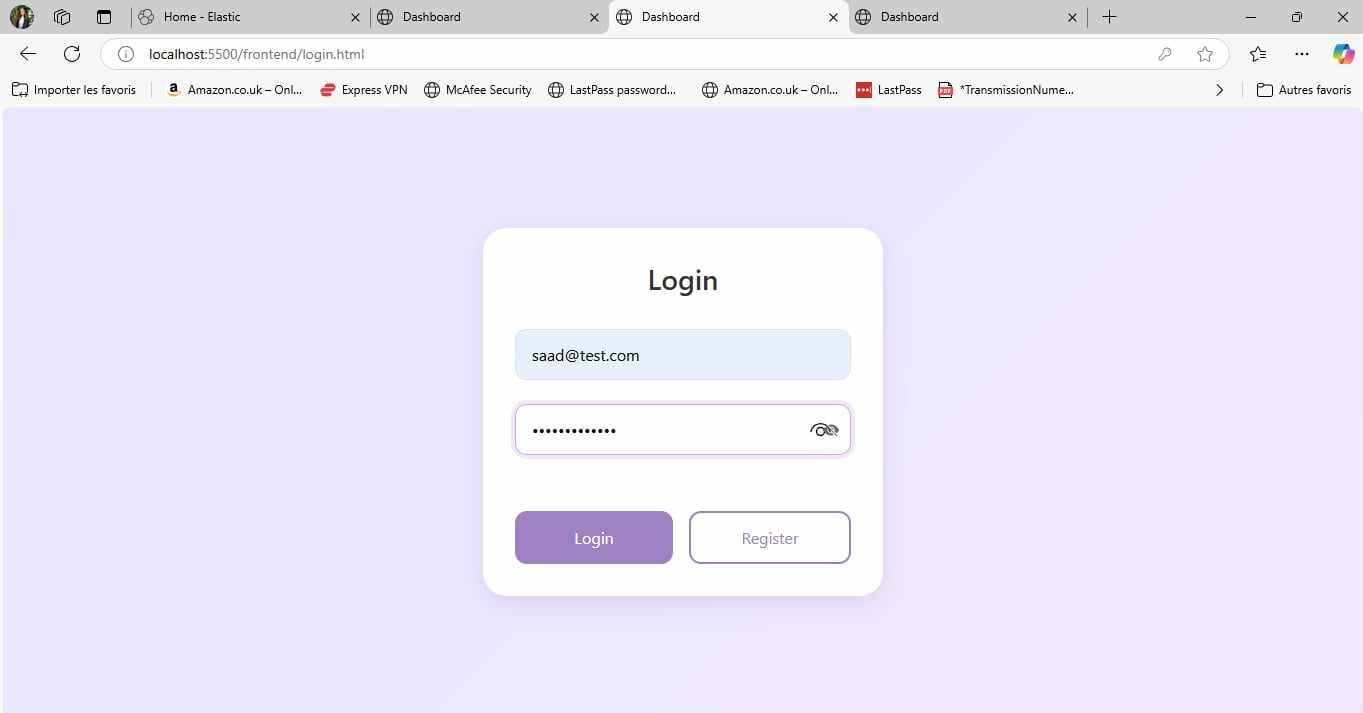 Home - Elastic
Dashboard
Dashboard
Dashboard
localhost:5500/frontend/login.html
Importer les favoris
Amazon.co.uk – Onl...
Express VPN
McAfee Security
LastPass password...
Amazon.co.uk – Onl...
LastPass
*TransmissionNume...
Autres favoris
Login
saad@test.com
•••••••••••••
Login
Register